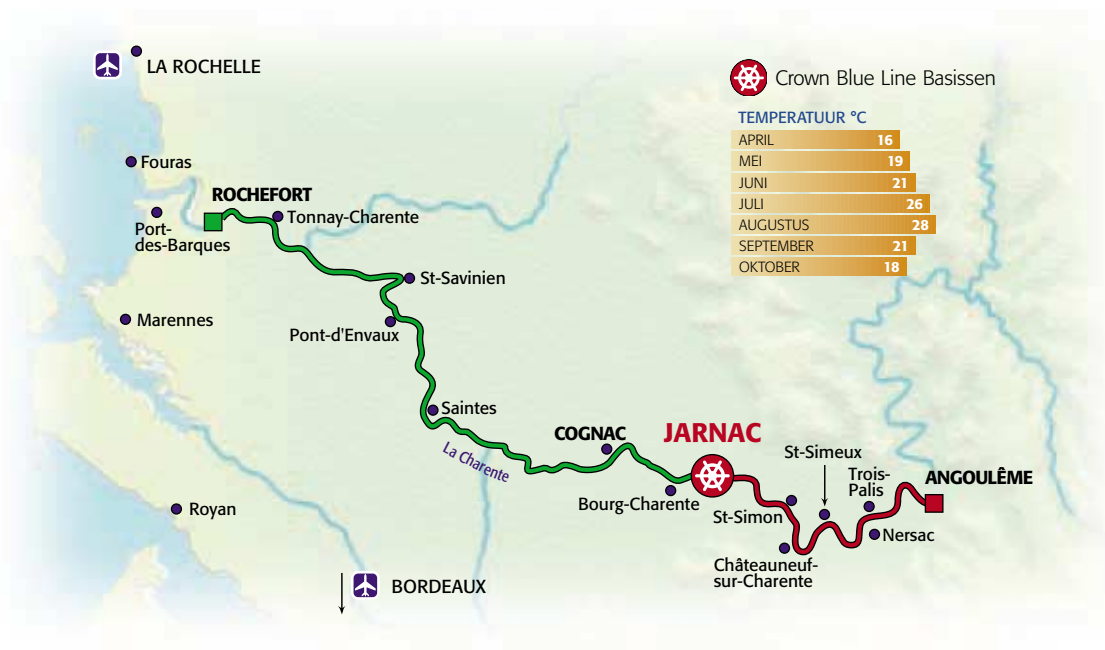 LA ROCHELLE
Crown Blue Line Basissen
TEMPERATUUR °C
APRIL 16
MEI 19
JUNI 21
JULI 26
AUGUSTUS 28
SEPTEMBER 21
OKTOBER 18
Fouras
ROCHEFORT
Tonnay-Charente
Port-
des-Barques
St-Savinien
Marennes
Pont-d'Envaux
Saintes
La Charente
COGNAC
JARNAC
St-Simeux
Trois-
Palis
ANGOULÊME
Bourg-Charente
St-Simon
Royan
Nersac
Châteauneuf-
sur-Charente
BORDEAUX